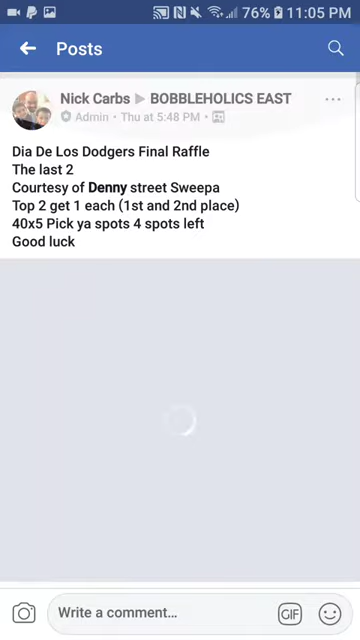 76% 11:05 PM
Posts
Nick Carbs ▶ BOBBLEHOLICS EAST
Admin · Thu at 5:48 PM ·
Dia De Los Dodgers Final Raffle
The last 2
Courtesy of Denny street Sweepa
Top 2 get 1 each (1st and 2nd place)
40x5 Pick ya spots 4 spots left
Good luck
Write a comment...
GIF